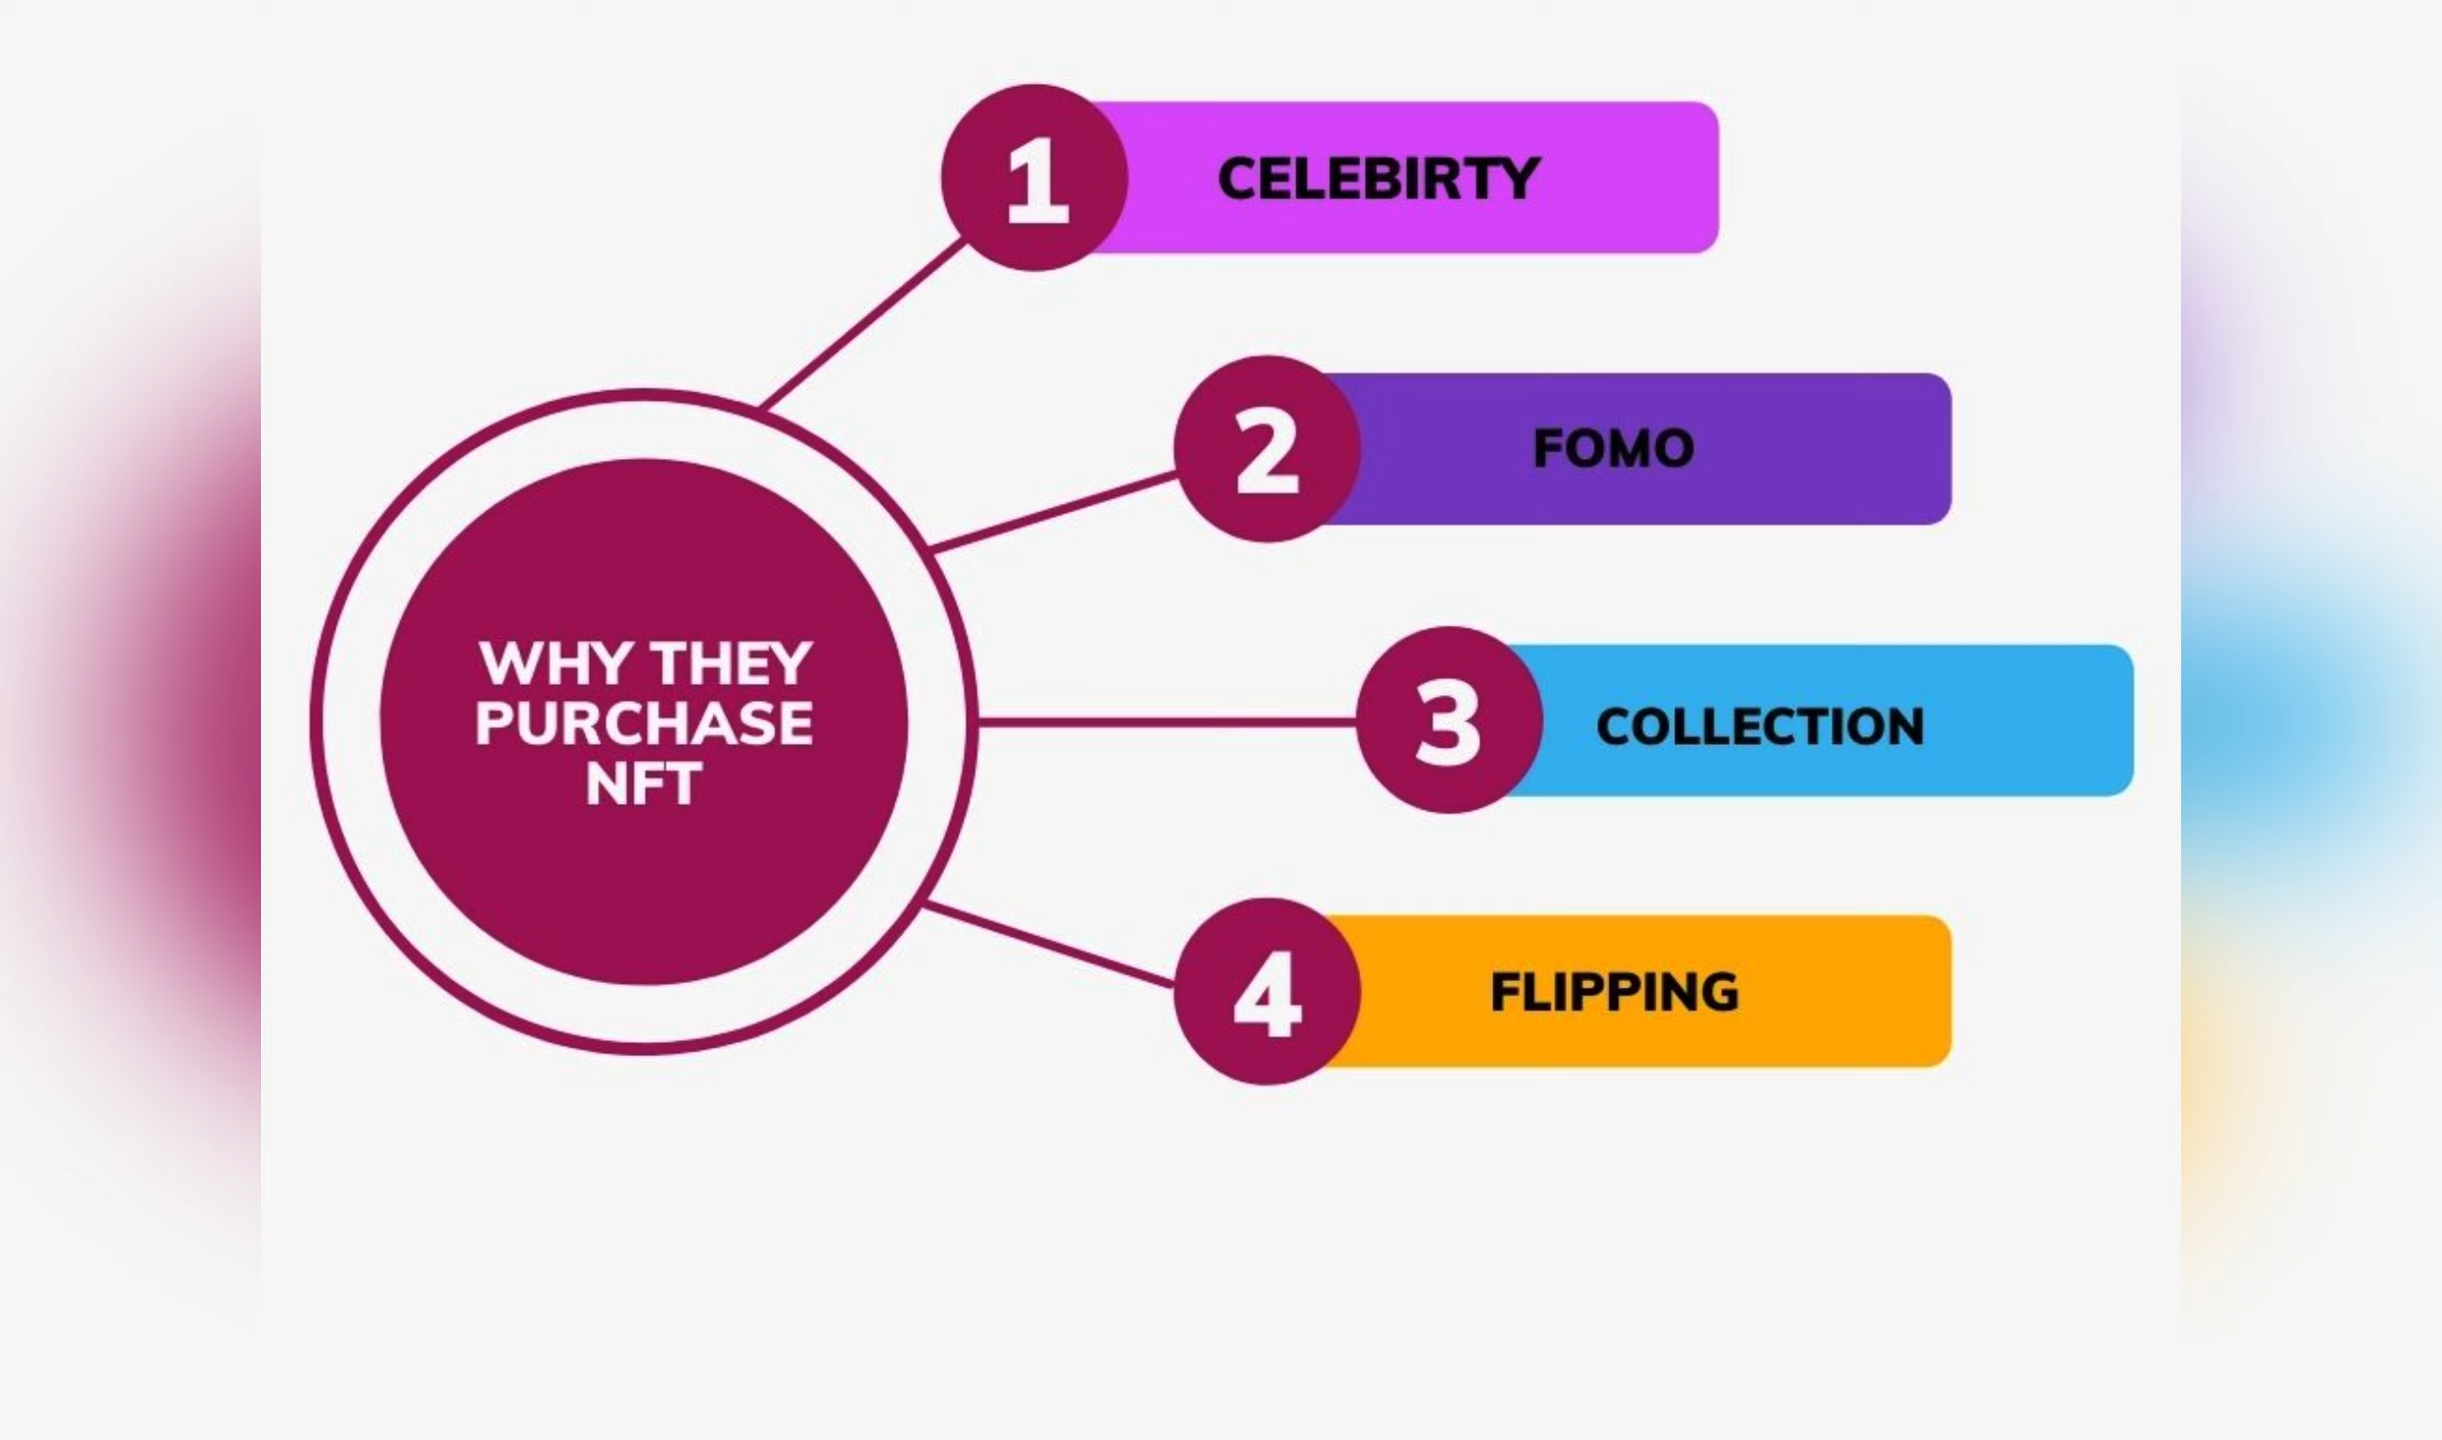 WHY THEY
PURCHASE
NFT
1
CELEBIRTY
2
FOMO
3
COLLECTION
4
FLIPPING